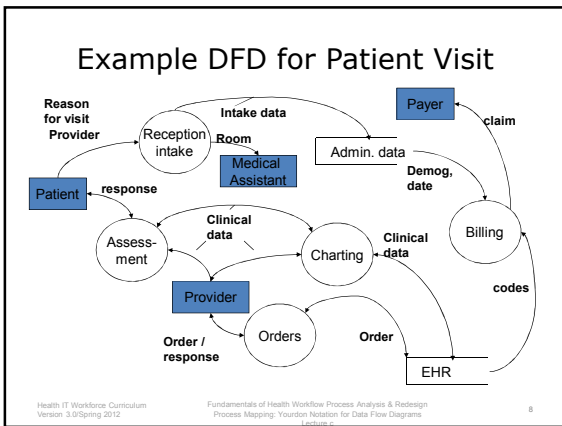 Example DFD for Patient Visit
Reason
for visit
Provider
Intake data
Payer
claim
Reception
intake
Room
Admin. data
Medical
Assistant
Demog,
date
Patient
response
Clinical
data
Assess-
ment
Charting
Clinical
data
Billing
Provider
codes
Order /
response
Orders
Order
EHR
Health IT Workforce Curriculum
Version 3.0/Spring 2012
Fundamentals of Health Workflow Process Analysis & Redesign
Process Mapping: Yourdon Notation for Data Flow Diagrams
Lecture c
8